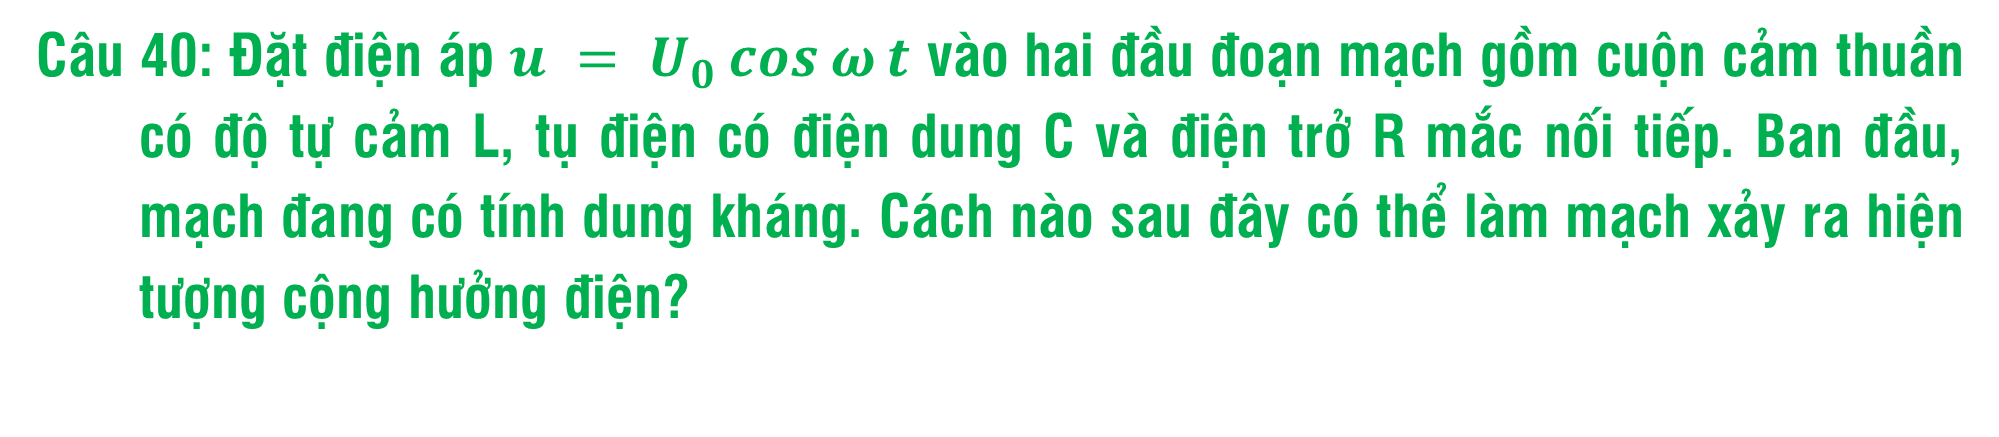 Câu 40: Đặt điện áp u = U₀ cos ω t vào hai đầu đoạn mạch gồm cuộn cảm thuần
có độ tự cảm L, tụ điện có điện dung C và điện trở R mắc nối tiếp. Ban đầu,
mạch đang có tính dung kháng. Cách nào sau đây có thể làm mạch xảy ra hiện
tượng cộng hưởng điện?